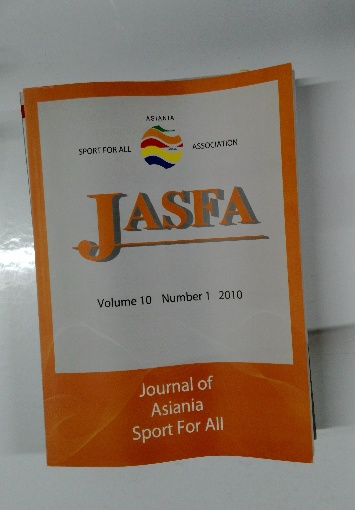 ASIANIA
SPORT FOR ALL ASSOCIATION
JASFA
Volume 10 Number 1 2010
Journal of
Asiania
Sport For All